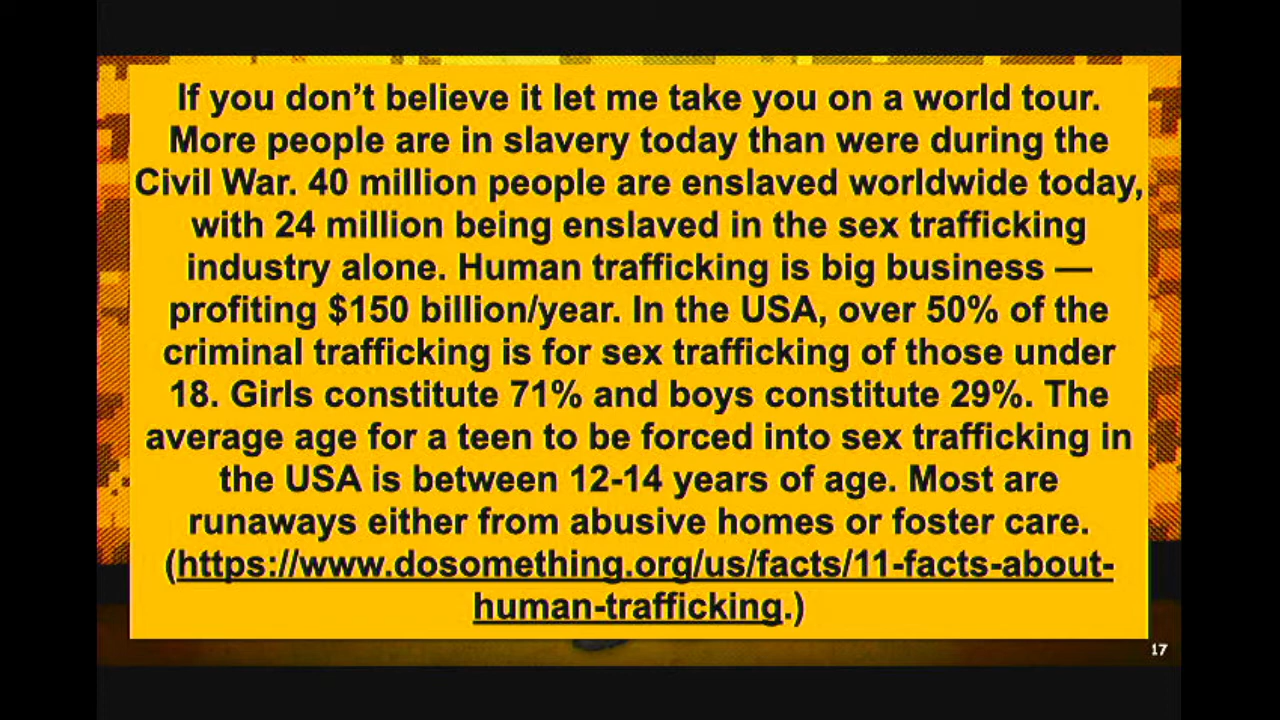 If you don’t believe it let me take you on a world tour.
More people are in slavery today than were during the
Civil War. 40 million people are enslaved worldwide today,
with 24 million being enslaved in the sex trafficking
industry alone. Human trafficking is big business —
profiting $150 billion/year. In the USA, over 50% of the
criminal trafficking is for sex trafficking of those under
18. Girls constitute 71% and boys constitute 29%. The
average age for a teen to be forced into sex trafficking in
the USA is between 12-14 years of age. Most are
runaways either from abusive homes or foster care.
(https://www.dosomething.org/us/facts/11-facts-about-
human-trafficking.)
17